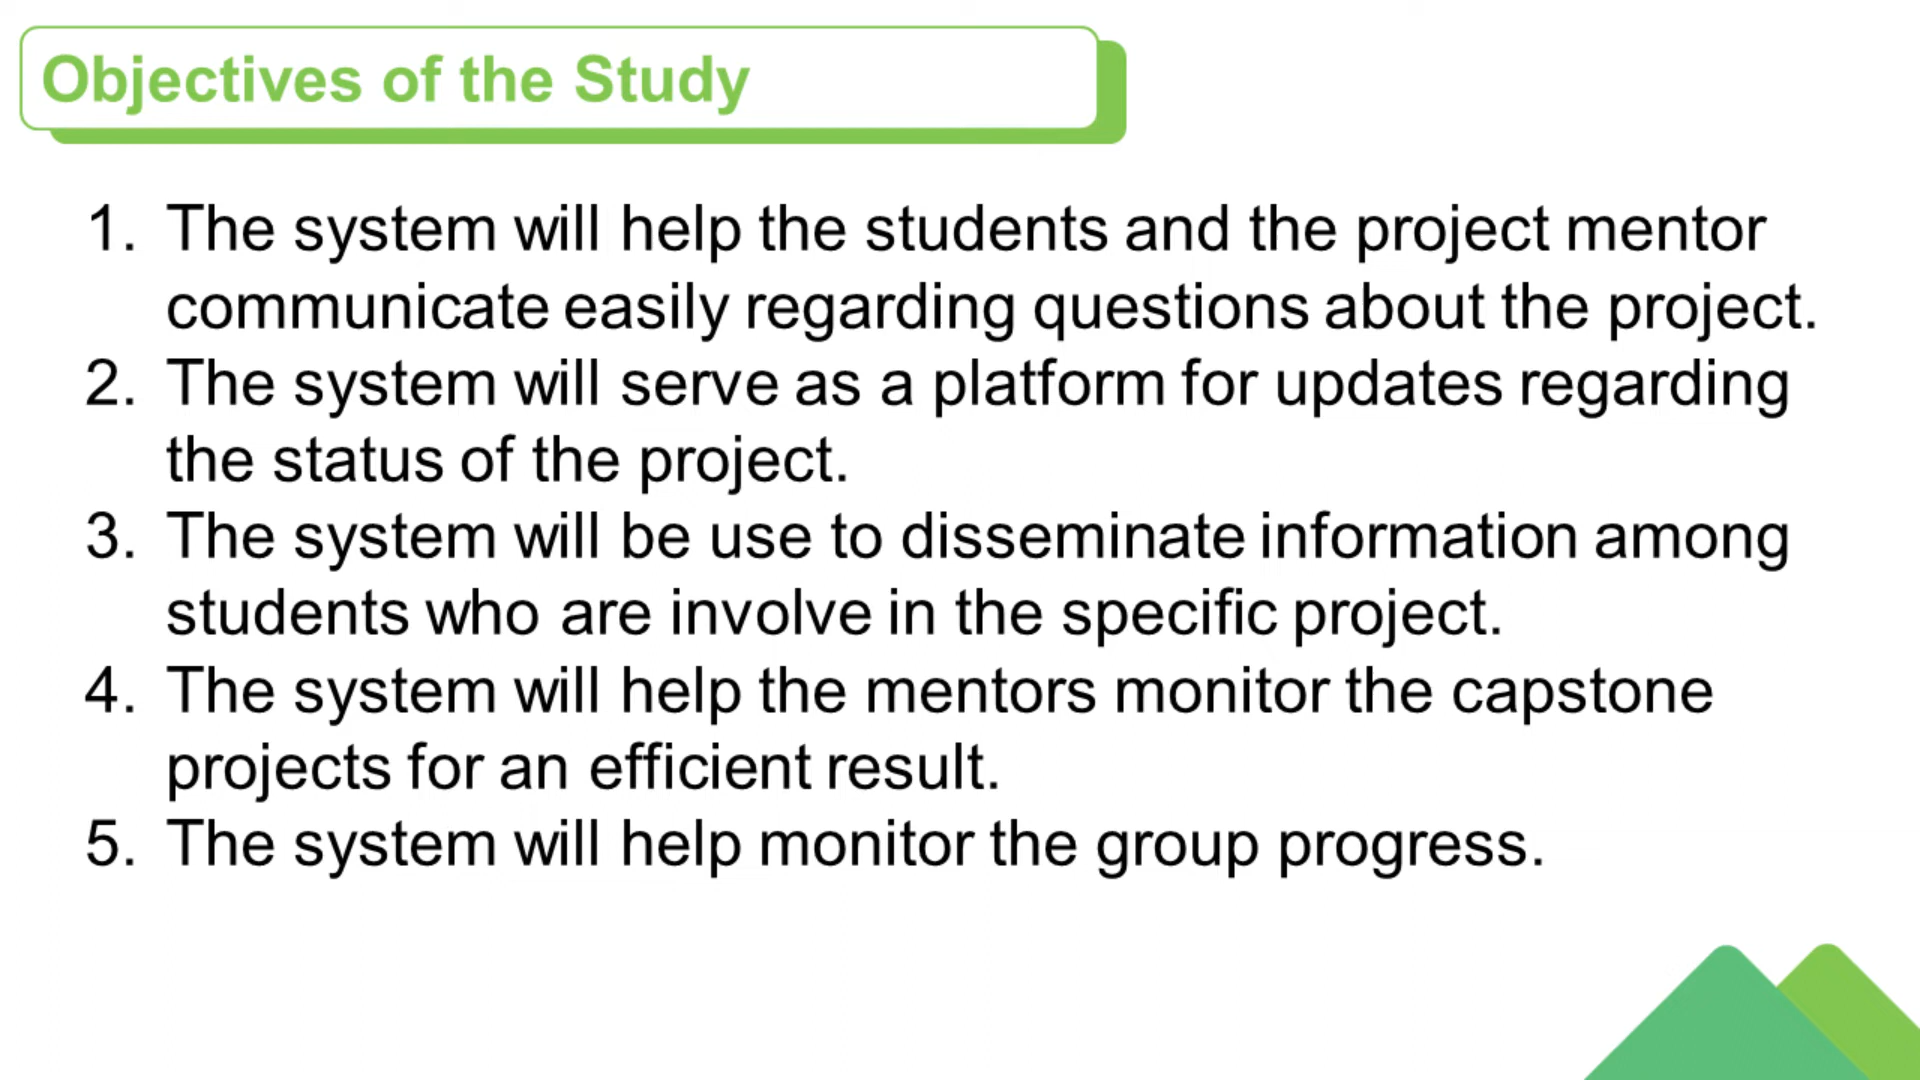 Objectives of the Study
1. The system will help the students and the project mentor
communicate easily regarding questions about the project.
2. The system will serve as a platform for updates regarding
the status of the project.
3. The system will be use to disseminate information among
students who are involve in the specific project.
4. The system will help the mentors monitor the capstone
projects for an efficient result.
5. The system will help monitor the group progress.